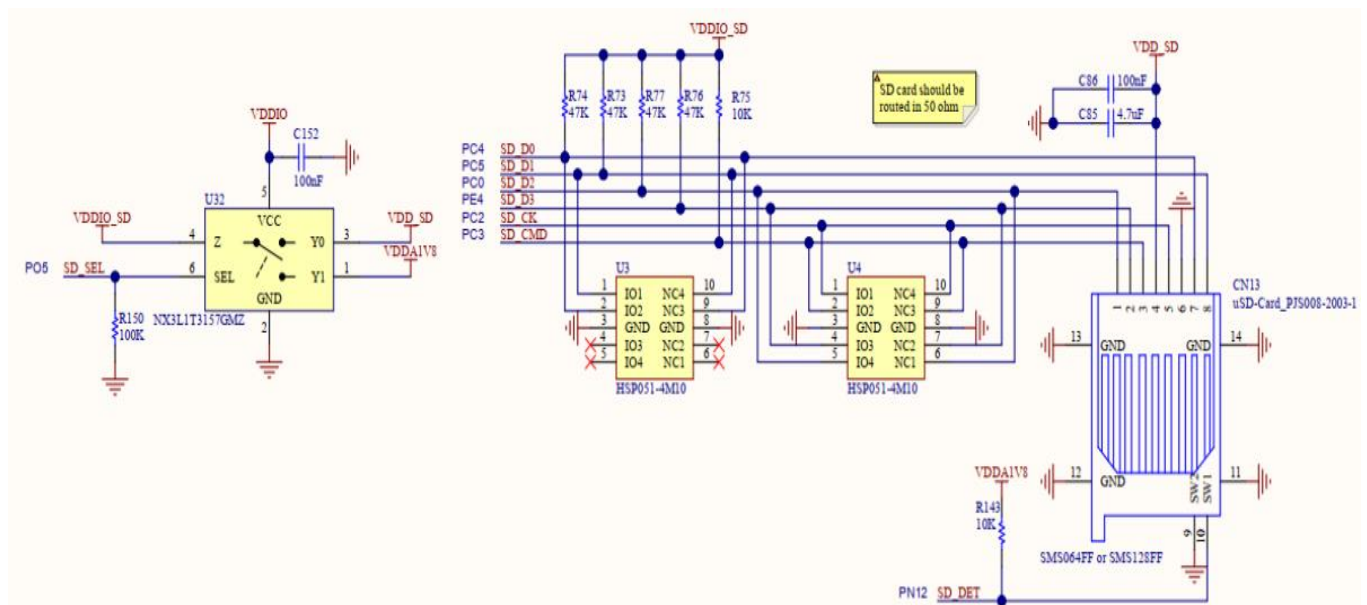 VDDIO
C152
100nF
5
U32
VCC
VDDIO_SD
4
Z
Y0
3
VDD_SD
VDDA1V8
PO5
SD_SEL
6
SEL
Y1
1
GND
R150
100K
NX3L1T3157GMZ
2
VDDIO_SD
R74
47K
R73
47K
R77
47K
R76
47K
R75
10K
SD card should be
routed in 50 ohm
VDD_SD
C86
100nF
C85
4.7uF
PC4
SD_D0
PC5
SD_D1
PC0
SD_D2
PE4
SD_D3
PC2
SD_CK
PC3
SD_CMD
U3
1 IO1 NC4 10
2 IO2 NC3 9
3 GND GND 8
4 IO3 NC2 7
5 IO4 NC1 6
HSP051-4M10
U4
1 IO1 NC4 10
2 IO2 NC3 9
3 GND GND 8
4 IO3 NC2 7
5 IO4 NC1 6
HSP051-4M10
CN13
uSD-Card_PJS008-2003-1
1 2 3 4 5 6 7 8
13
GND
GND
14
12
GND
SW2
SW1
11
9
10
SMS064FF or SMS128FF
VDDA1V8
R143
10K
PN12
SD_DET